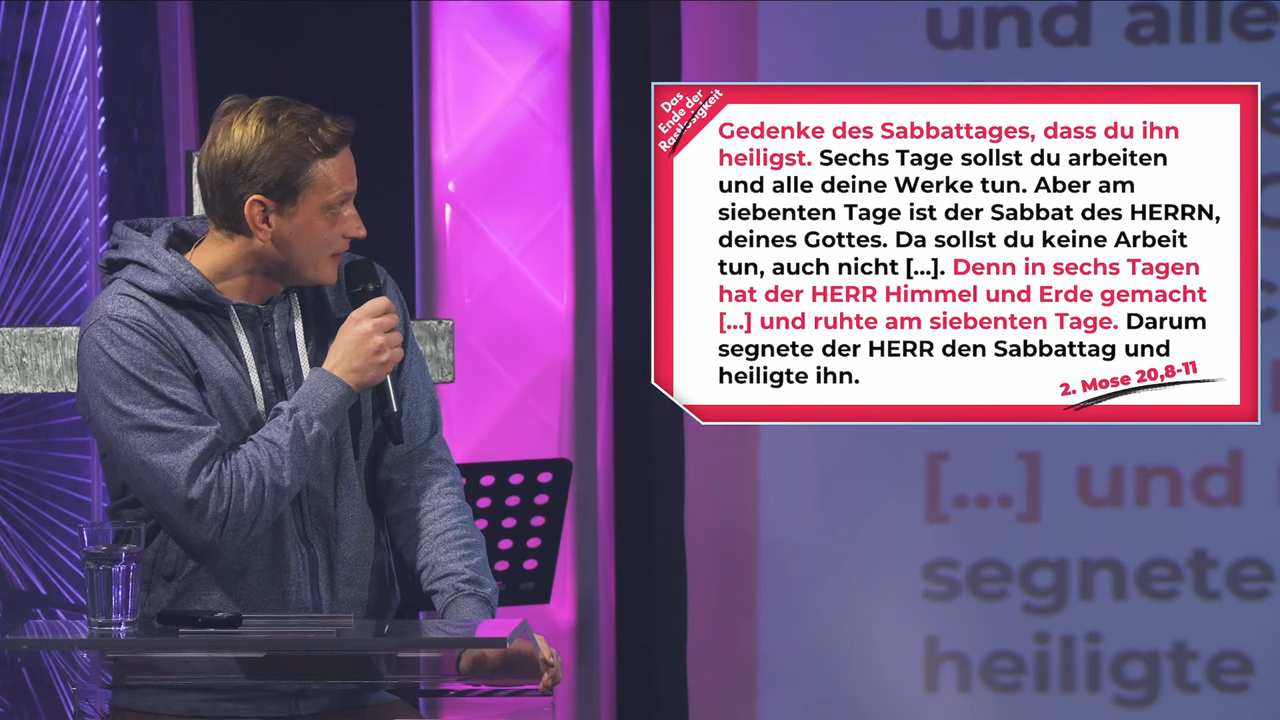 Das
Ende der
Rastlosigkeit
Gedenke des Sabbattages, dass du ihn
heiligst. Sechs Tage sollst du arbeiten
und alle deine Werke tun. Aber am
siebenten Tage ist der Sabbat des HERRN,
deines Gottes. Da sollst du keine Arbeit
tun, auch nicht [...]. Denn in sechs Tagen
hat der HERR Himmel und Erde gemacht
[...] und ruhte am siebenten Tage. Darum
segnete der HERR den Sabbattag und
heiligte ihn.
2. Mose 20,8-11
und alle
[...] und
segnete
heiligte